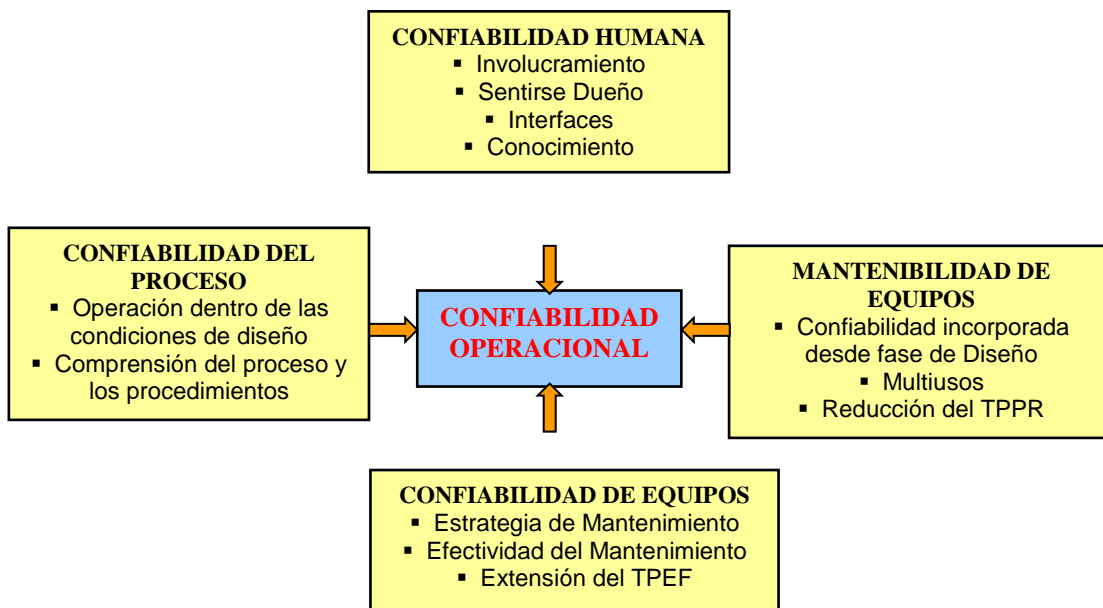 CONFIABILIDAD HUMANA
▪ Involucramiento
▪ Sentirse Dueño
▪ Interfaces
▪ Conocimiento
CONFIABILIDAD DEL
PROCESO
▪ Operación dentro de las
condiciones de diseño
▪ Comprensión del proceso y
los procedimientos
CONFIABILIDAD
OPERACIONAL
MANTENIBILIDAD DE
EQUIPOS
▪ Confiabilidad incorporada
desde fase de Diseño
▪ Multiusos
▪ Reducción del TPPR
CONFIABILIDAD DE EQUIPOS
▪ Estrategia de Mantenimiento
▪ Efectividad del Mantenimiento
▪ Extensión del TPEF